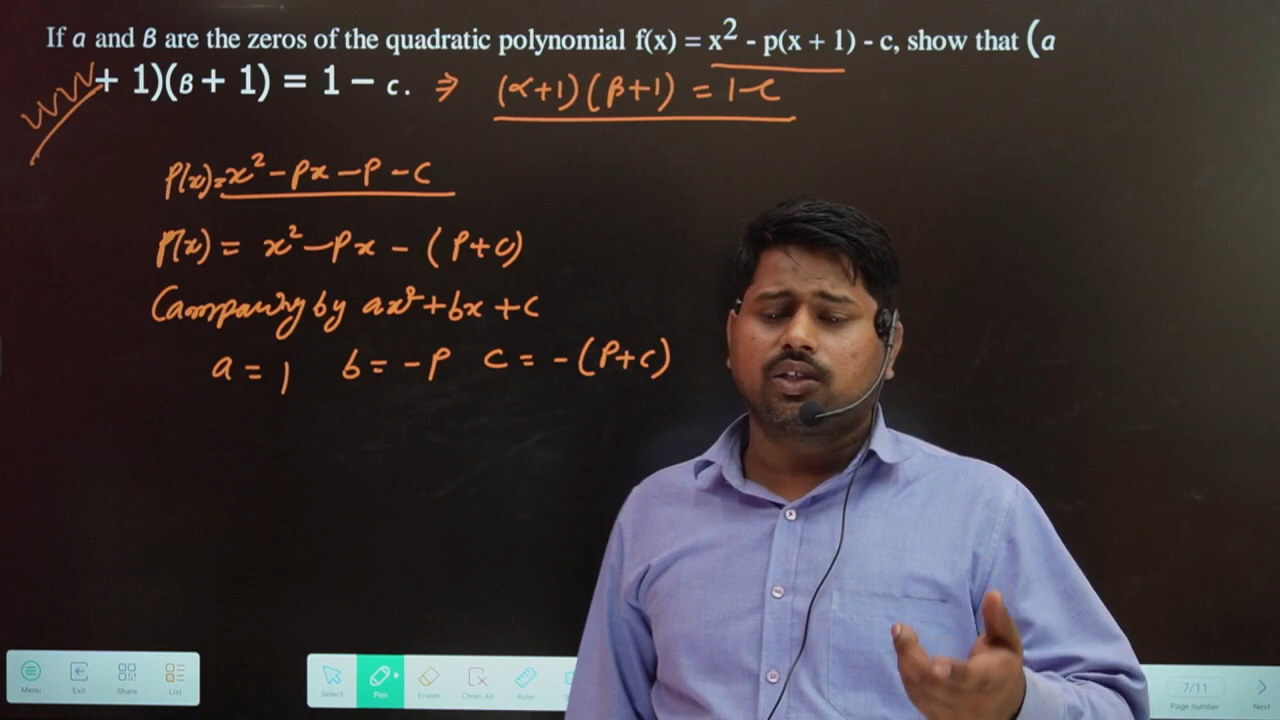 If a and B are the zeros of the quadratic polynomial f(x) = x² - p(x + 1) - c, show that (a
+ 1)(B + 1) = 1 - c. ⇒ (α+1)(β+1) = 1-c
P(x)=x²-Px-P-C
P(x) = x²-Px-(P+C)
Comparing by ax²+bx+c
a = 1 b = -P C = -(P+C)
Menu Exit Share List Select Pen Eraser Clean All Ruler 7/11 Page number Next